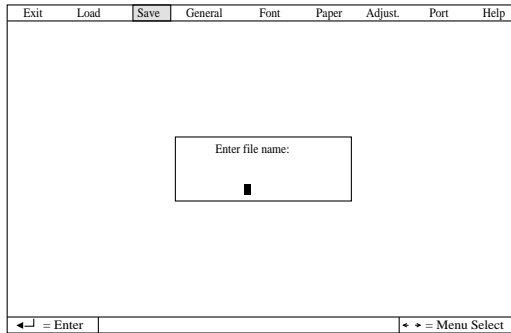 Exit Load Save General Font Paper Adjust. Port Help
Enter file name:
= Enter = Menu Select